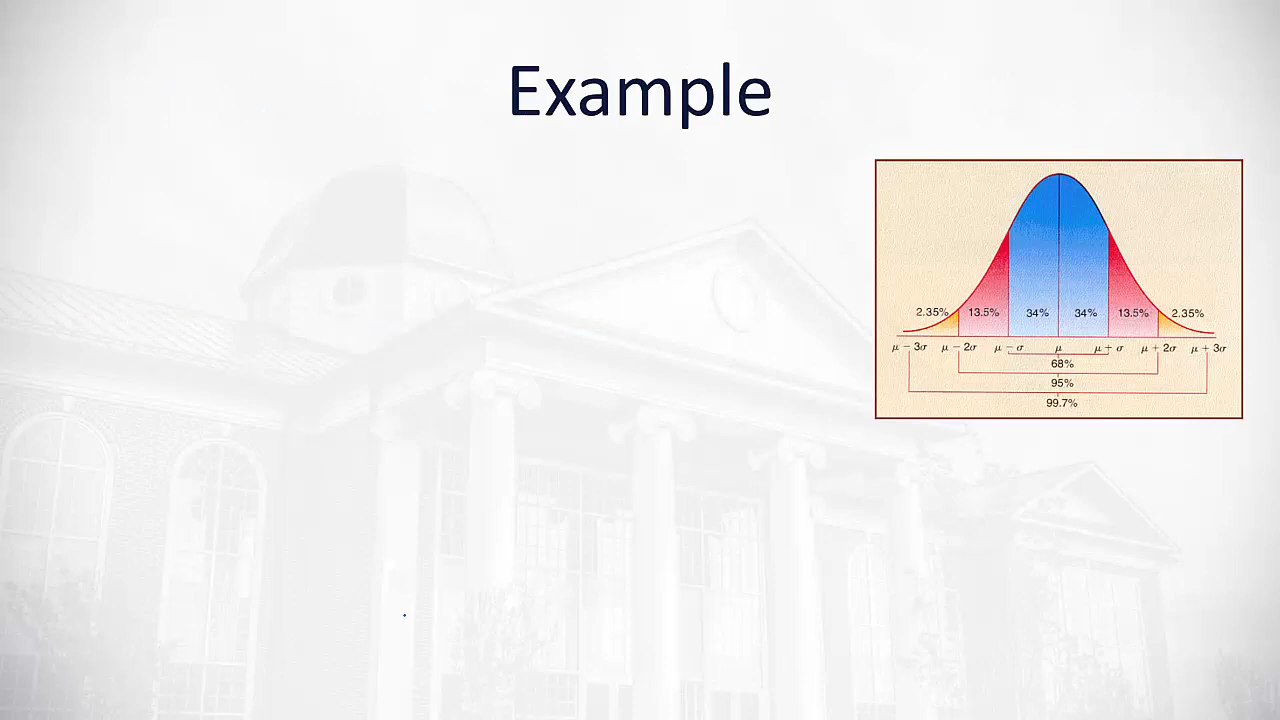 Example
2.35% 13.5% 34% 34% 13.5% 2.35%
μ − 3σ μ − 2σ μ − σ μ μ + σ μ + 2σ μ + 3σ
68%
95%
99.7%